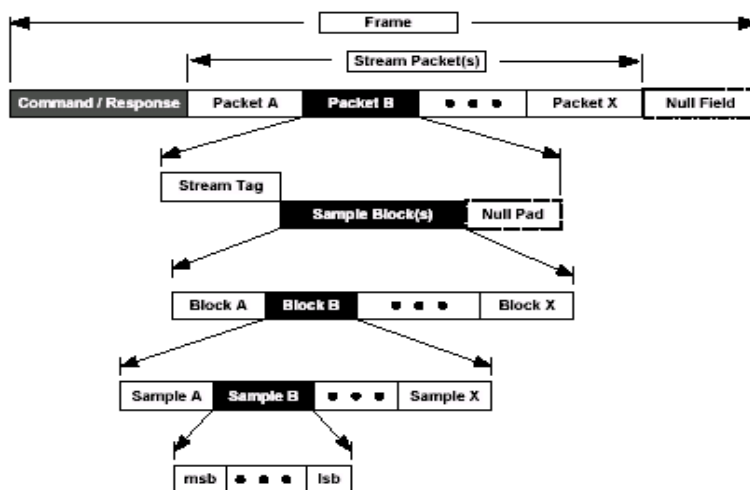 Frame
Stream Packet(s)
Command / Response Packet A Packet B • • • Packet X Null Field
Stream Tag
Sample Block(s) Null Pad
Block A Block B • • • Block X
Sample A Sample B • • • Sample X
msb • • • lsb